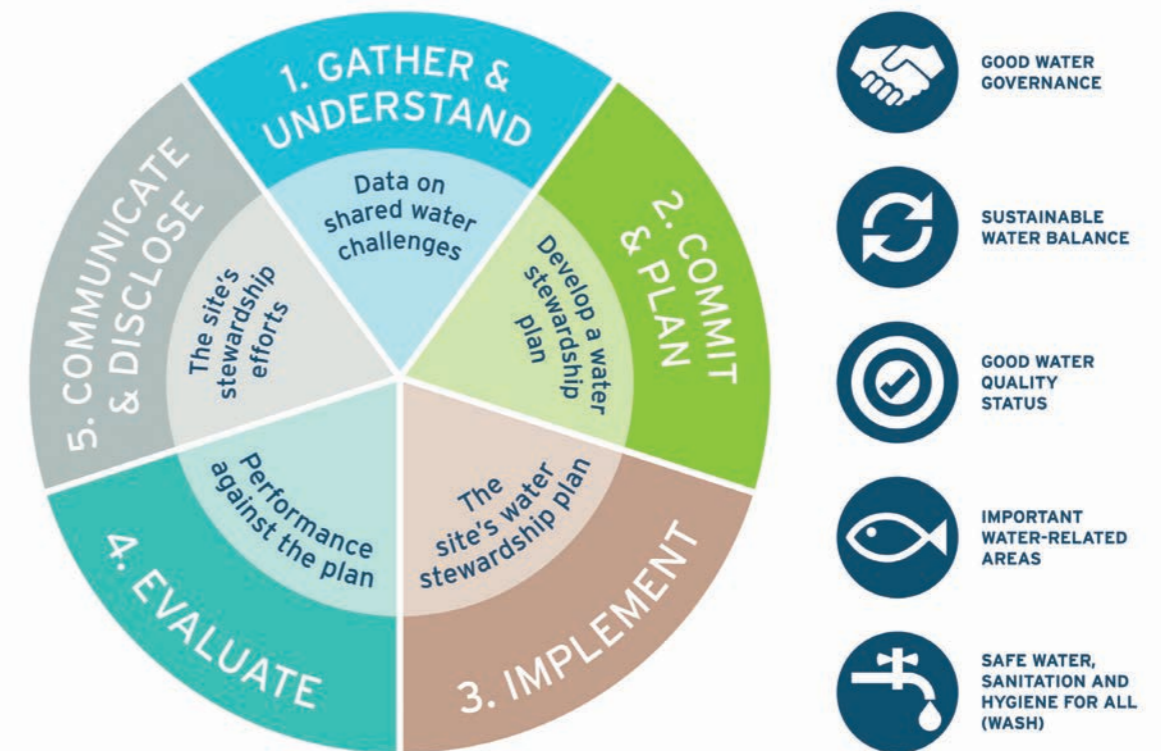 1. GATHER &
UNDERSTAND
Data on
shared water
challenges
2. COMMIT
& PLAN
Develop a water
stewardship
plan
3. IMPLEMENT
The
site's water
stewardship plan
4. EVALUATE
Performance
against the plan
5. COMMUNICATE
& DISCLOSE
The site's
stewardship
efforts
GOOD WATER
GOVERNANCE
SUSTAINABLE
WATER BALANCE
GOOD WATER
QUALITY
STATUS
IMPORTANT
WATER-RELATED
AREAS
SAFE WATER,
SANITATION AND
HYGIENE FOR ALL
(WASH)